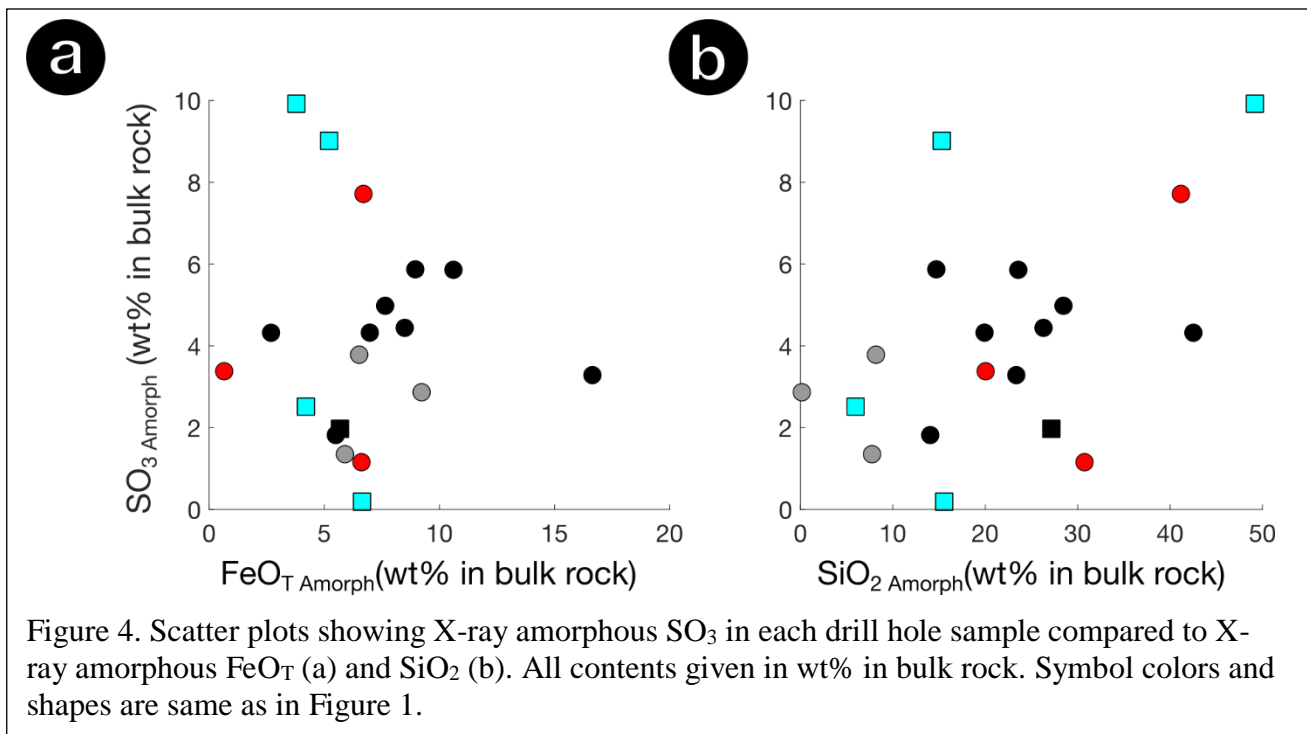 a
b
SO3 Amorph (wt% in bulk rock)
10
8
6
4
2
0
0 5 10 15 20
FeOT Amorph(wt% in bulk rock)
10
8
6
4
2
0
0 10 20 30 40 50
SiO2 Amorph(wt% in bulk rock)
Figure 4. Scatter plots showing X-ray amorphous SO3 in each drill hole sample compared to X-
ray amorphous FeOT (a) and SiO2 (b). All contents given in wt% in bulk rock. Symbol colors and
shapes are same as in Figure 1.